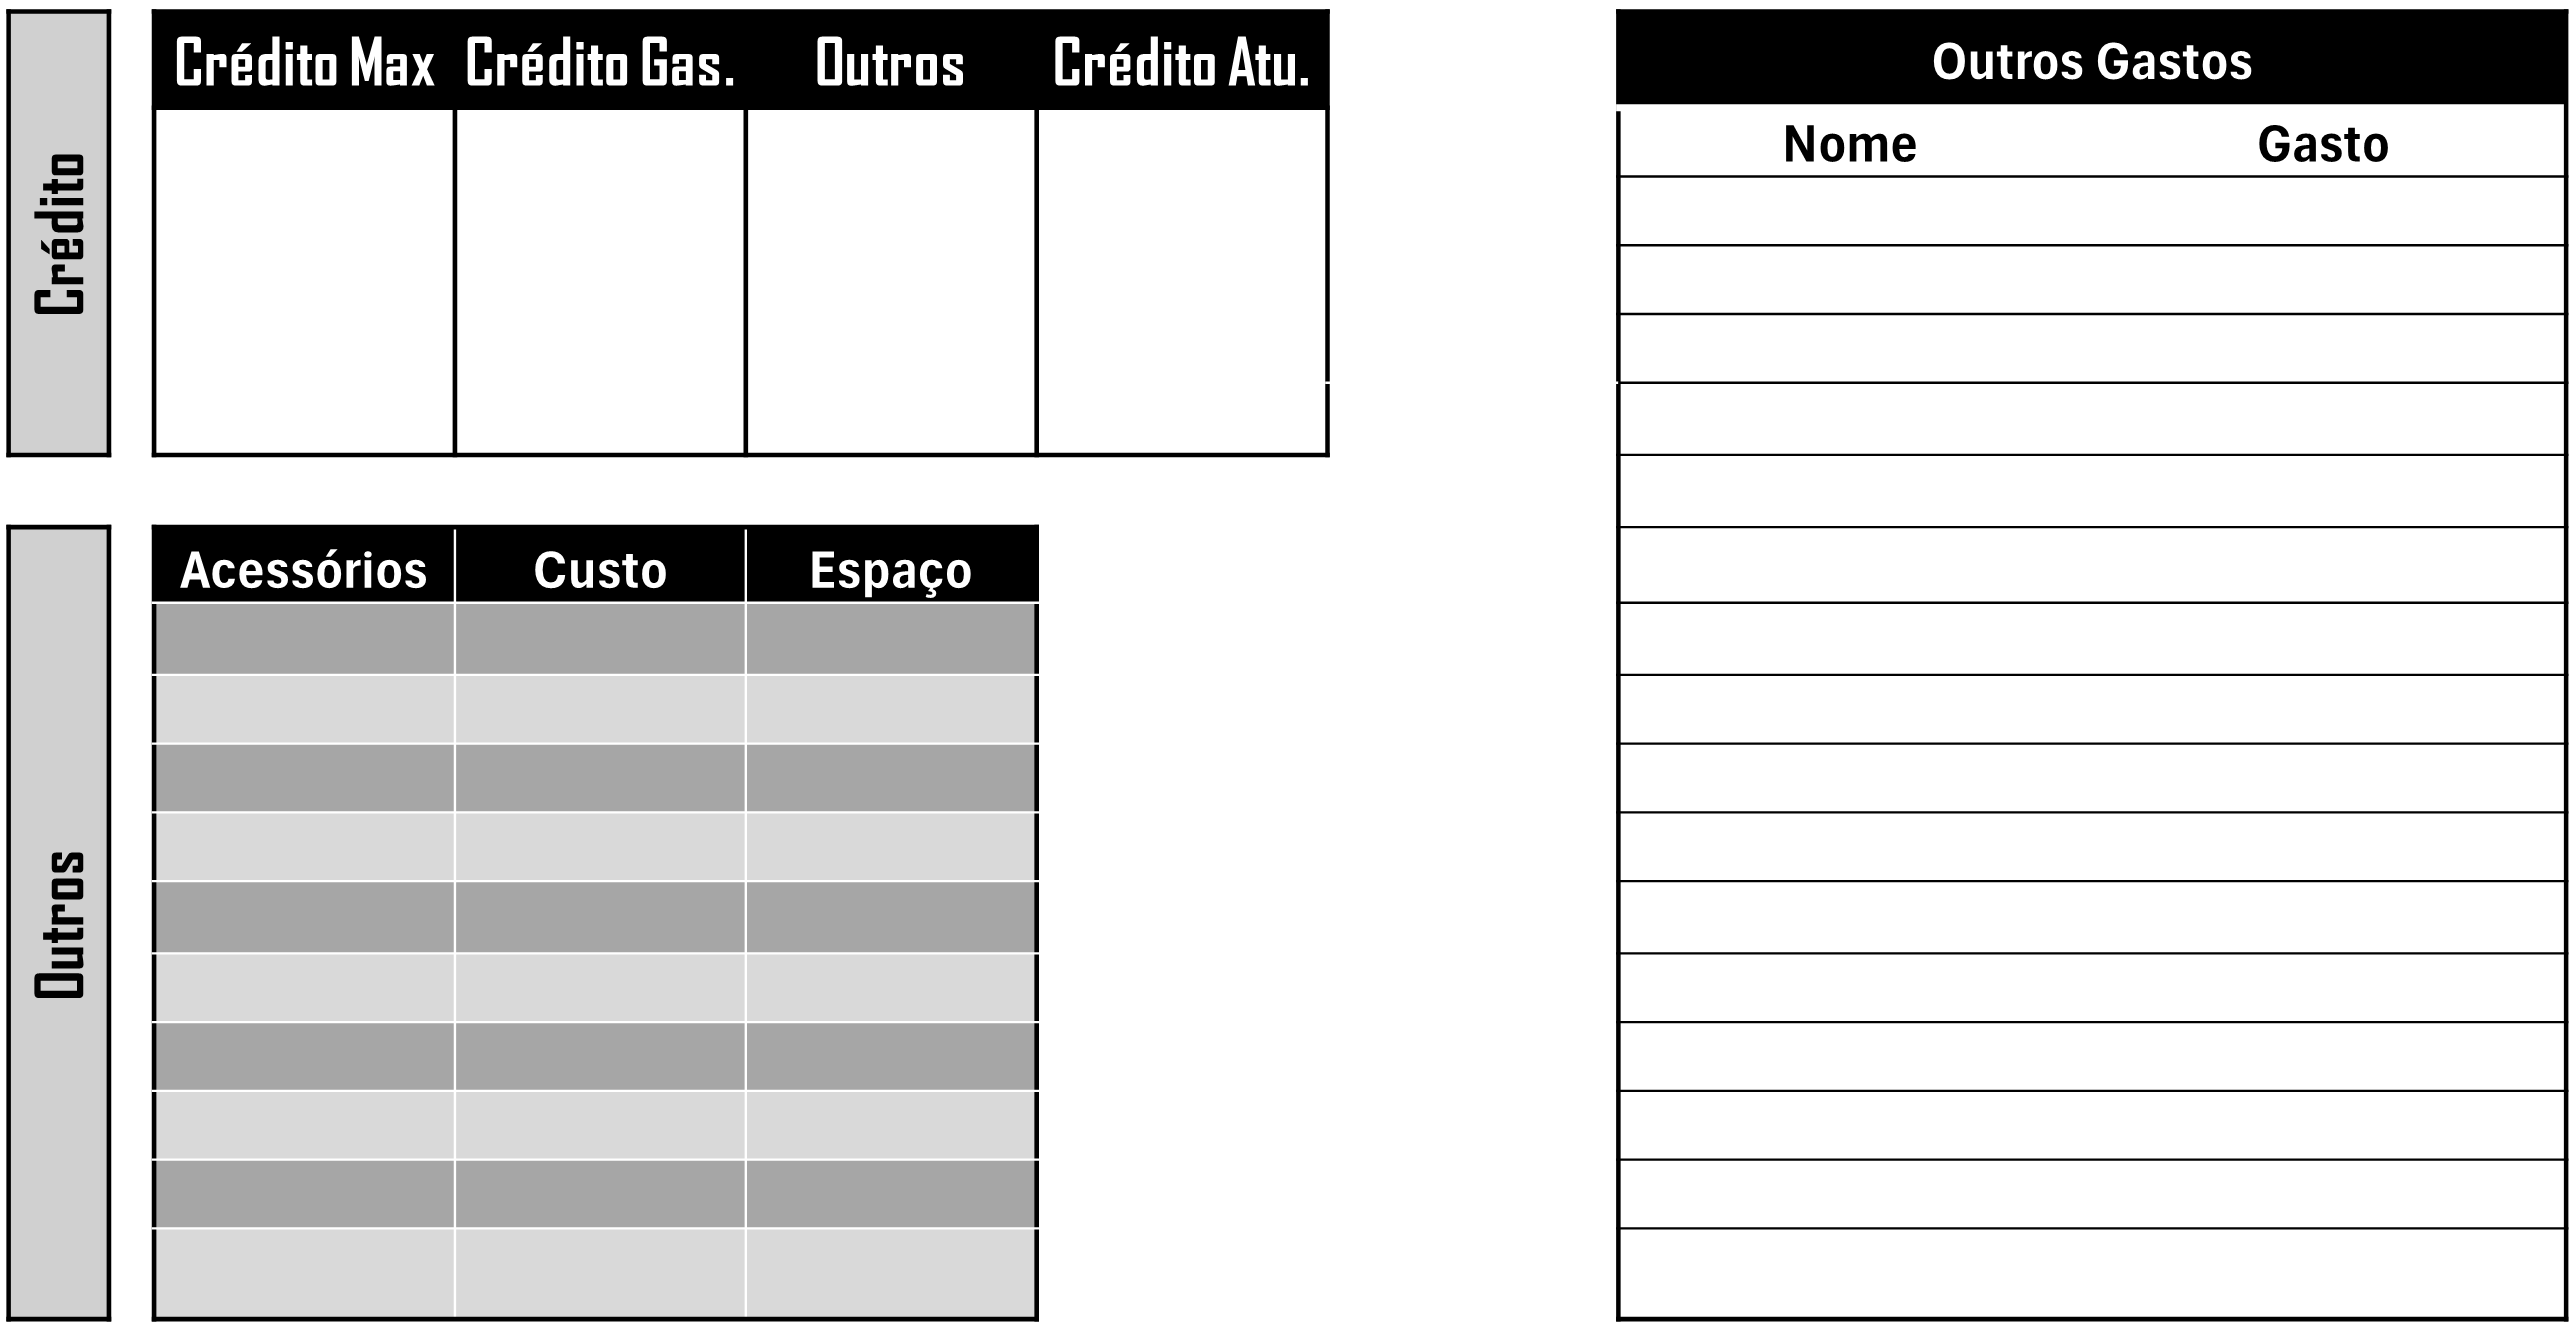 Crédito
Crédito Max Crédito Gas. Outros Crédito Atu.
Outros
Acessórios Custo Espaço
Outros Gastos
Nome Gasto